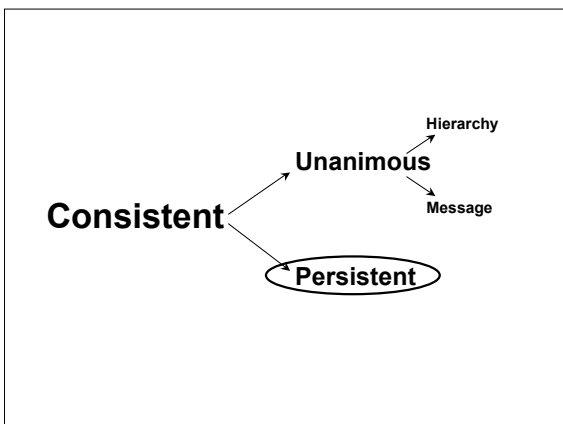 Hierarchy
Unanimous
Message
Consistent
Persistent